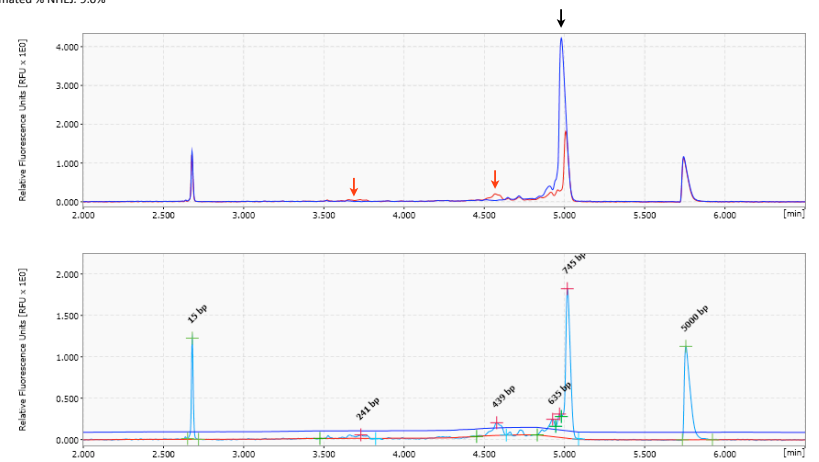 Relative Fluorescence Units [RFU x 1E0]
4.000
3.000
2.000
1.000
0.000
2.000 2.500 3.000 3.500 4.000 4.500 5.000 5.500 6.000 [min]
Relative Fluorescence Units [RFU x 1E0]
2.000
1.500
1.000
0.500
0.000
15 bp
241 bp
439 bp
635 bp
745 bp
5000 bp
2.000 2.500 3.000 3.500 4.000 4.500 5.000 5.500 6.000 [min]